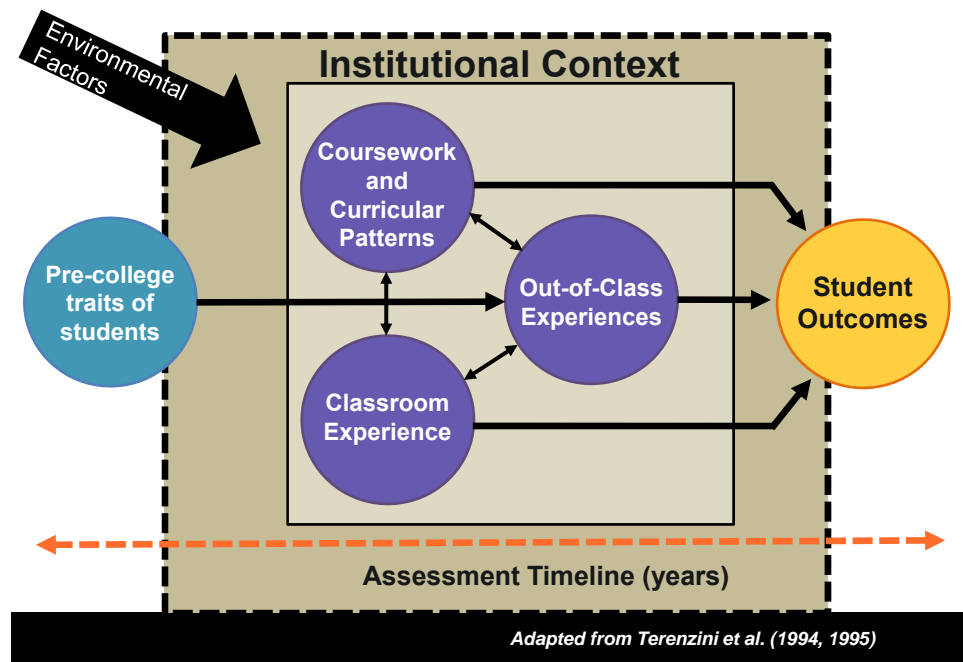 Environmental
Factors
Institutional Context
Coursework
and
Curricular
Patterns
Pre-college
traits of
students
Out-of-Class
Experiences
Student
Outcomes
Classroom
Experience
Assessment Timeline (years)
Adapted from Terenzini et al. (1994, 1995)